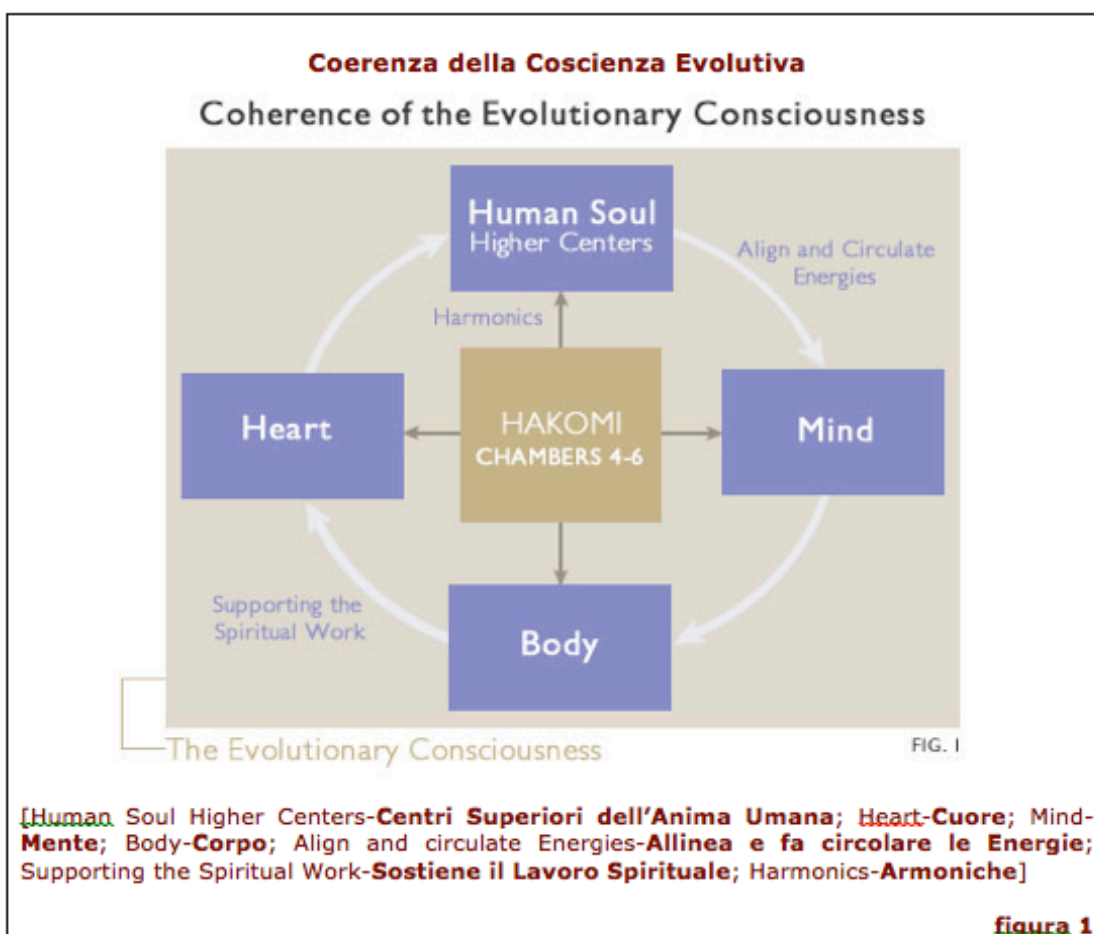 Coerenza della Coscienza Evolutiva
Coherence of the Evolutionary Consciousness
Human Soul
Higher Centers
Align and Circulate
Energies
Harmonics
Heart
HAKOMI
CHAMBERS 4-6
Mind
Supporting the
Spiritual Work
Body
The Evolutionary Consciousness
FIG. 1
[Human Soul Higher Centers-Centri Superiori dell'Anima Umana; Heart-Cuore; Mind-
Mente; Body-Corpo; Align and circulate Energies-Allinea e fa circolare le Energie;
Supporting the Spiritual Work-Sostiene il Lavoro Spirituale; Harmonics-Armoniche]
figura 1